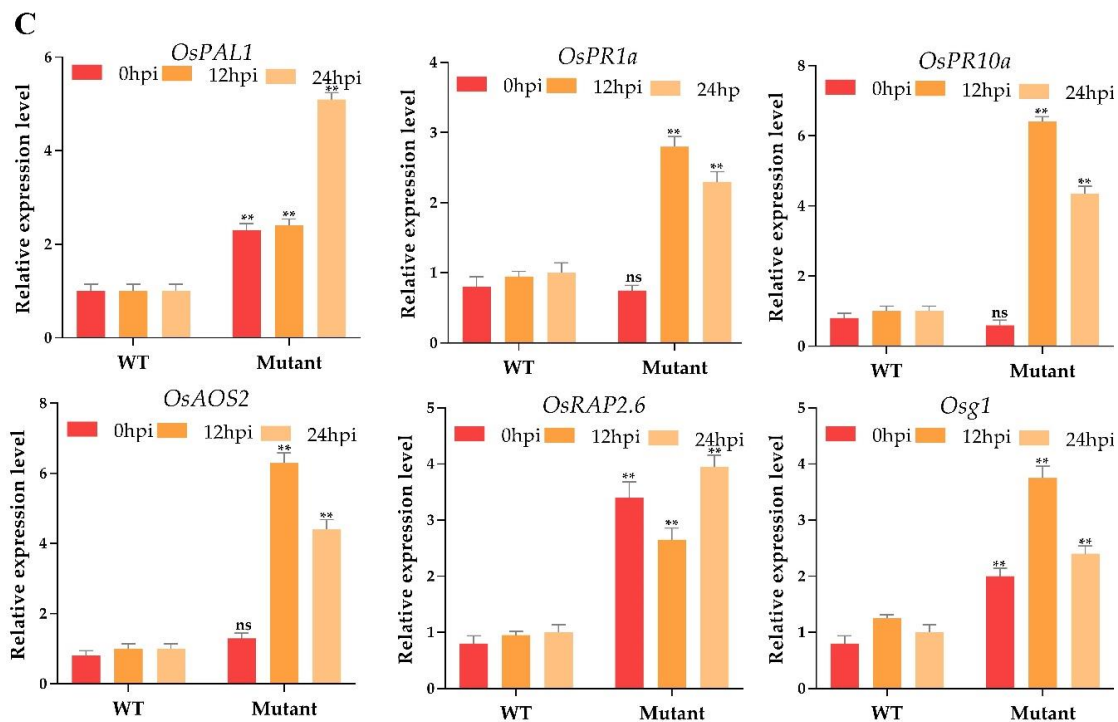 C
OsPAL1
0hpi 12hpi 24hpi
Relative expression level
6
4
2
0
**
**
**
WT Mutant
OsPR1a
0hpi 12hpi 24hp
Relative expression level
4
3
2
1
0
ns
**
**
WT Mutant
OsPR10a
0hpi 12hpi 24hpi
Relative expression level
8
6
4
2
0
ns
**
**
WT Mutant
OsAOS2
0hpi 12hpi 24hpi
Relative expression level
8
6
4
2
0
ns
**
**
WT Mutant
OsRAP2.6
0hpi 12hpi 24hpi
Relative expression level
5
4
3
2
1
0
**
**
**
WT Mutant
Osg1
0hpi 12hpi 24hpi
Relative expression level
5
4
3
2
1
0
**
**
**
WT Mutant